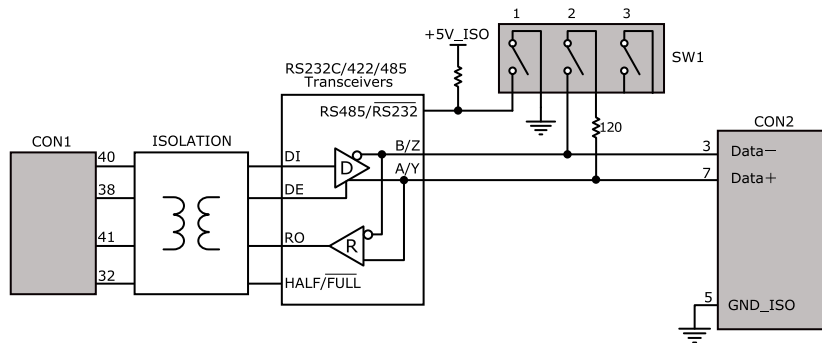 1 2 3
+5V_ISO
SW1
RS232C/422/485
Transceivers
RS485/RS232
CON1
ISOLATION
CON2
120
B/Z
3
Data−
40
DI
D
A/Y
7
Data+
38
DE
41
RO
R
32
HALF/FULL
5
GND_ISO